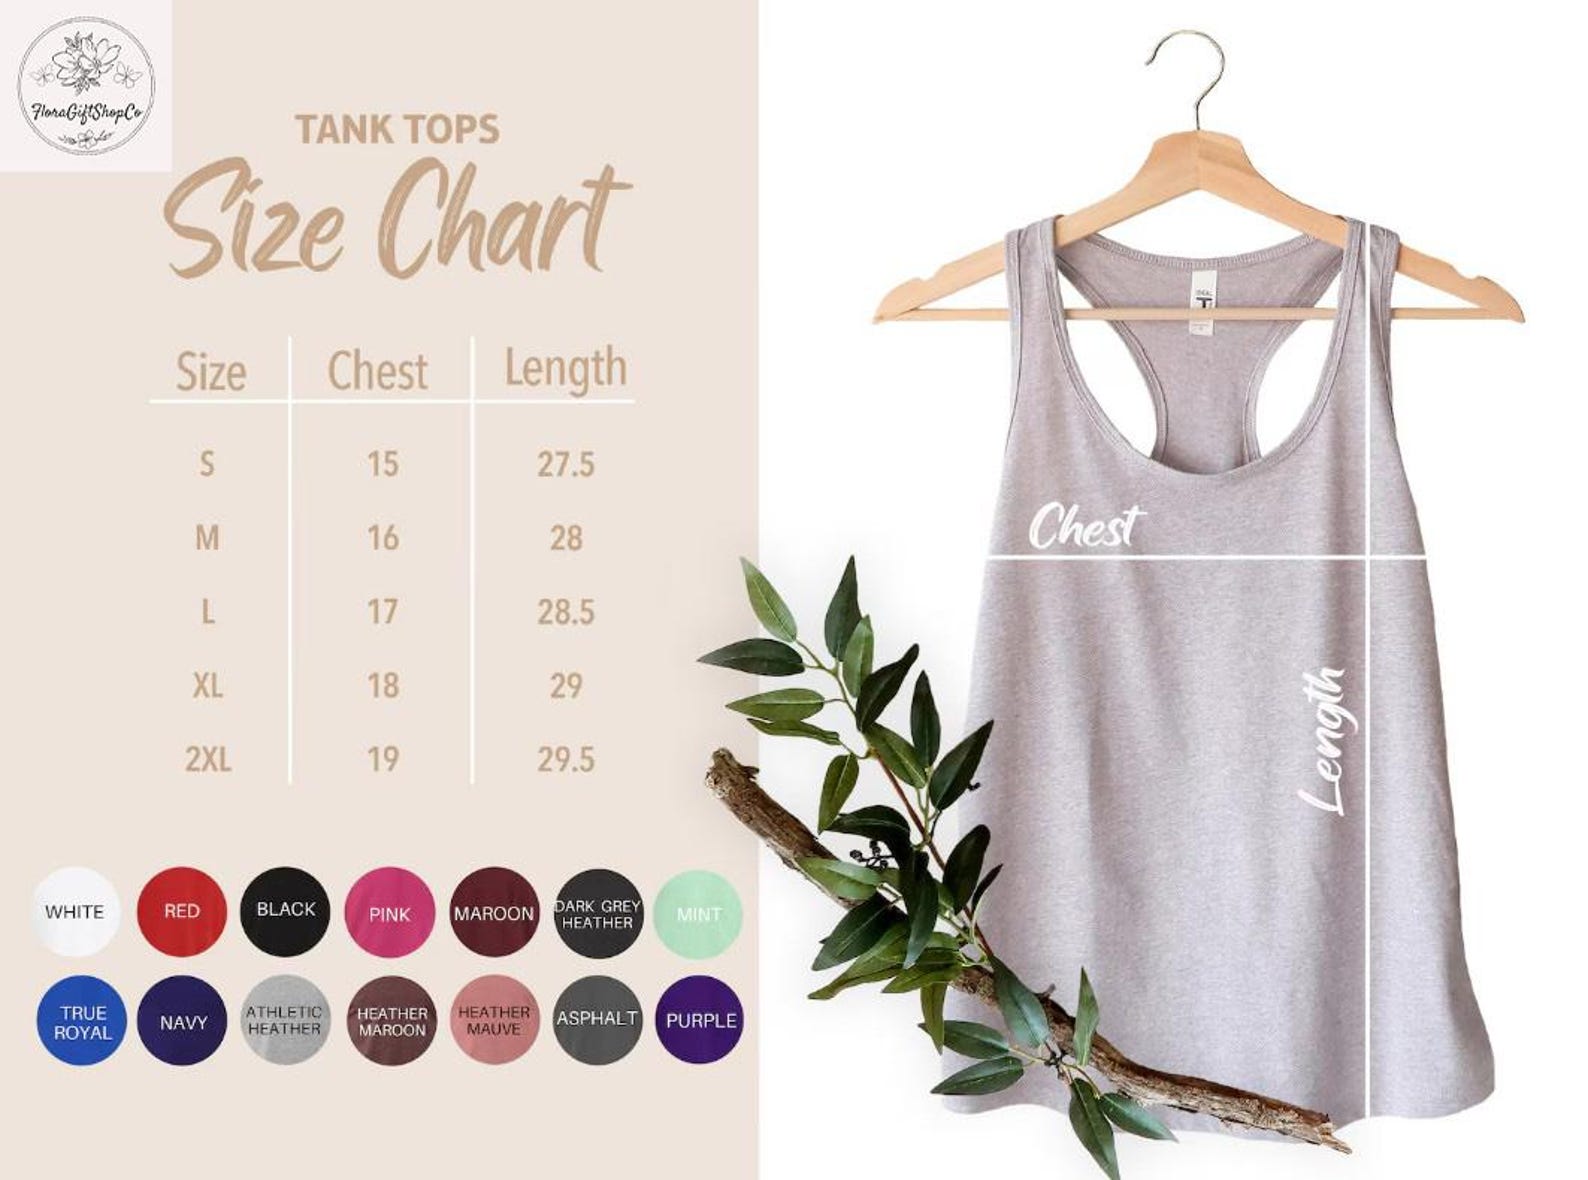 FloraGiftShopCo
TANK TOPS
Size Chart
Size Chest Length
S 15 27.5
M 16 28
L 17 28.5
XL 18 29
2XL 19 29.5
WHITE
RED
BLACK
PINK
MAROON
DARK GREY
HEATHER
MINT
TRUE
ROYAL
NAVY
ATHLETIC
HEATHER
HEATHER
MAROON
HEATHER
MAUVE
ASPHALT
PURPLE
Chest
Length